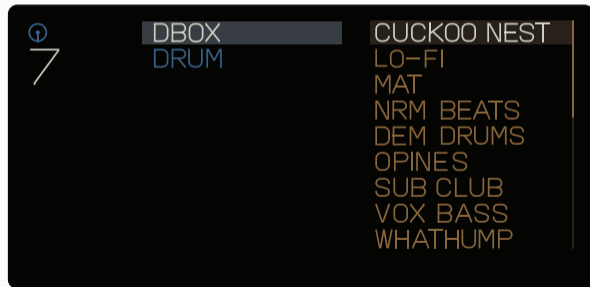 7
DBOX
DRUM
CUCKOO NEST
LO-FI
MAT
NRM BEATS
DEM DRUMS
OPINES
SUB CLUB
VOX BASS
WHATHUMP